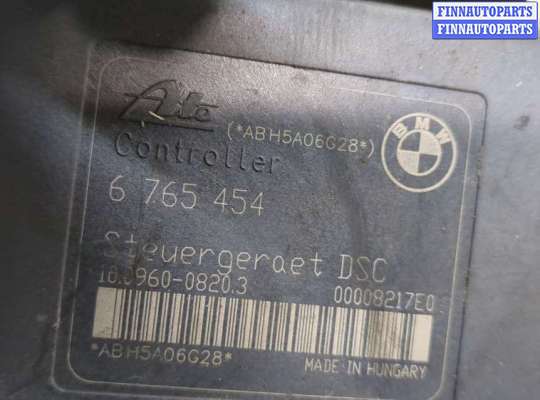 FINNAUTOPARTS
FINNAUTOPARTS
Ate (*ABH5A06G28*)
BMW
Controller
6 765 454
Steuergeraet DSC
10.0960-0820.3 00008217E0
*ABH5A06G28*
MADE IN HUNGARY